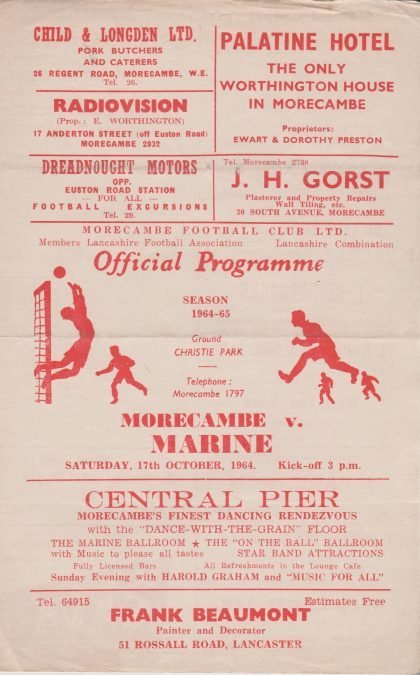 CHILD & LONGDEN LTD.
PORK BUTCHERS
AND CATERERS
26 REGENT ROAD, MORECAMBE, W.E.
Tel. 26.
PALATINE HOTEL
THE ONLY
WORTHINGTON HOUSE
IN MORECAMBE
Proprietors:
EWART & DOROTHY PRESTON
RADIOVISION
(Prop.: E. WORTHINGTON)
17 ANDERTON STREET (off Euston Road)
MORECAMBE 2932
DREADNOUGHT MOTORS
OPP.
EUSTON ROAD STATION
— FOR ALL —
FOOTBALL EXCURSIONS
Tel. 29.
Tel. Morecambe 2738
J. H. GORST
Plasterer and Property Repairs
Wall Tiling, etc.
20 SOUTH AVENUE, MORECAMBE
MORECAMBE FOOTBALL CLUB LTD.
Members Lancashire Football Association Lancashire Combination
Official Programme
SEASON
1964-65
Ground
CHRISTIE PARK
Telephone:
Morecambe 1797
MORECAMBE v.
MARINE
SATURDAY, 17th OCTOBER, 1964. Kick-off 3 p.m.
CENTRAL PIER
MORECAMBE'S FINEST DANCING RENDEZVOUS
with the "DANCE-WITH-THE-GRAIN" FLOOR
THE MARINE BALLROOM ★ THE "ON THE BALL" BALLROOM
with Music to please all tastes STAR BAND ATTRACTIONS
Fully Licensed Bars All Refreshments in the Lounge Cafe
Sunday Evening with HAROLD GRAHAM and "MUSIC FOR ALL"
Tel. 64915 Estimates Free
FRANK BEAUMONT
Painter and Decorator
51 ROSSALL ROAD, LANCASTER